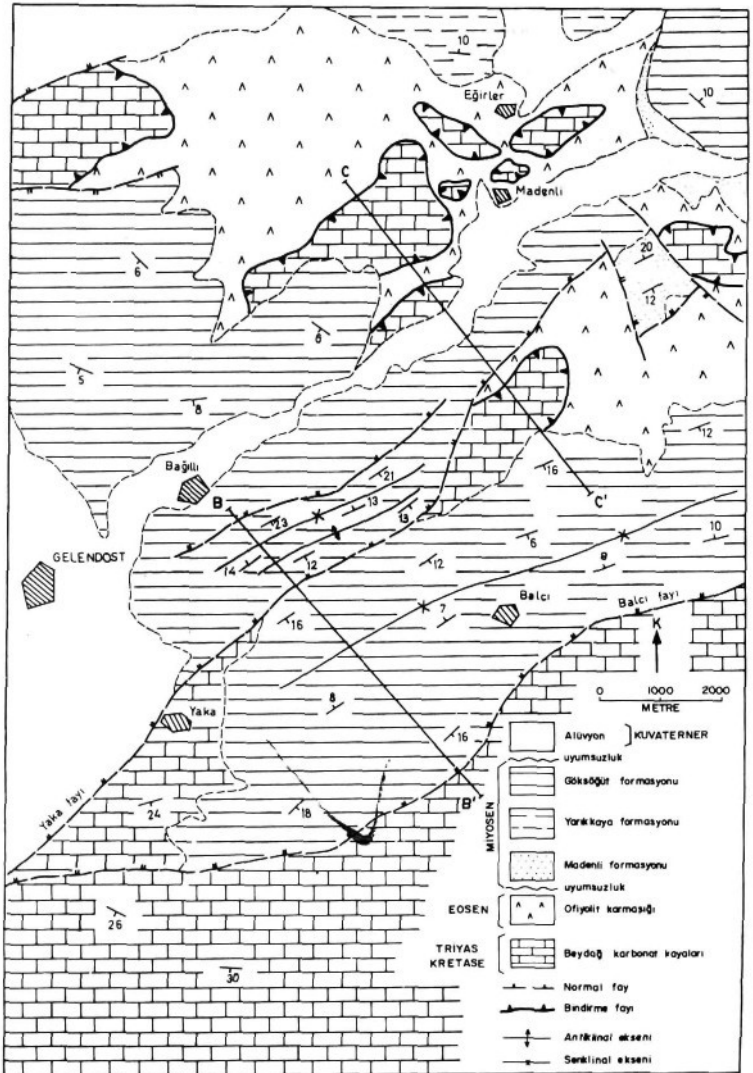 10
Eğirler
10
C
Madenli
6
20
12
6
5
8
12
Bağıllı
21
16
C'
B
13
23
13
6
10
GELENDOST
14
12
12
9
7
Balcı
Balcı fayı
16
K
8
0 1000 2000
METRE
Yaka
16
B'
Yaka fayı
24
18
26
30
Alüvyon ] KUVATERNER
uyumsuzluk
MİYOSEN
Göksöğüt formasyonu
Yarıkkaya formasyonu
Madenli formasyonu
uyumsuzluk
EOSEN
Ofiyolit karmaşığı
TRİYAS
KRETASE
Beydağ karbonat kayaları
Normal fay
Bindirme fayı
Antiklinal ekseni
Senklinal ekseni